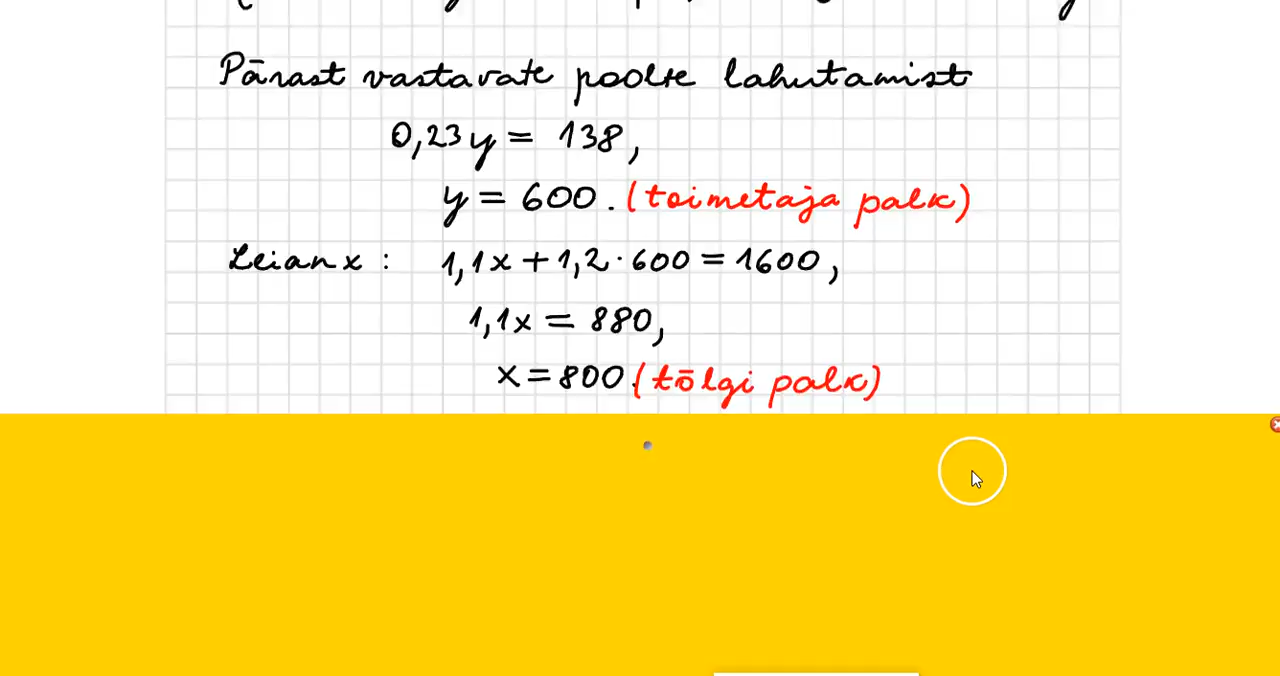 Pärast vastavate poolte lahutamist
0,23y = 138,
y = 600. (toimetaja palk)
Leian x : 1,1x + 1,2 · 600 = 1600,
1,1x = 880,
x = 800. (tõlgi palk)